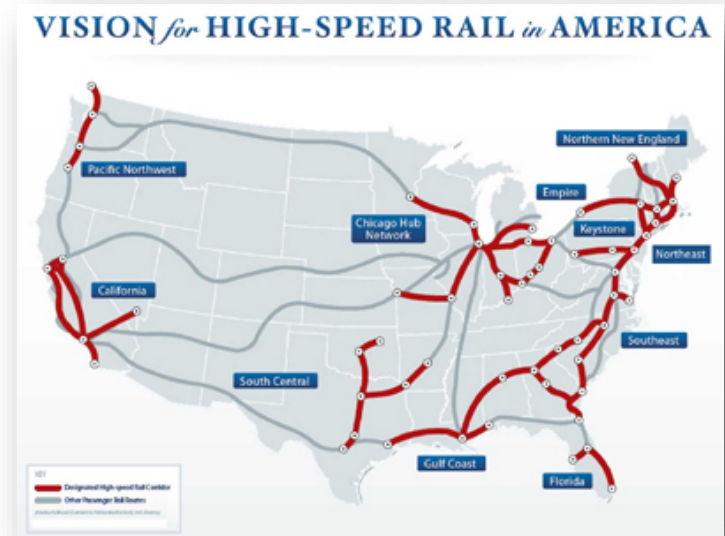 VISION for HIGH-SPEED RAIL in AMERICA
Northern New England
Pacific Northwest
Empire
Chicago Hub
Network
Keystone
Northeast
California
Southeast
South Central
Gulf Coast
Florida
KEY
Designated High-speed Rail Corridor
Other Passenger Rail Routes